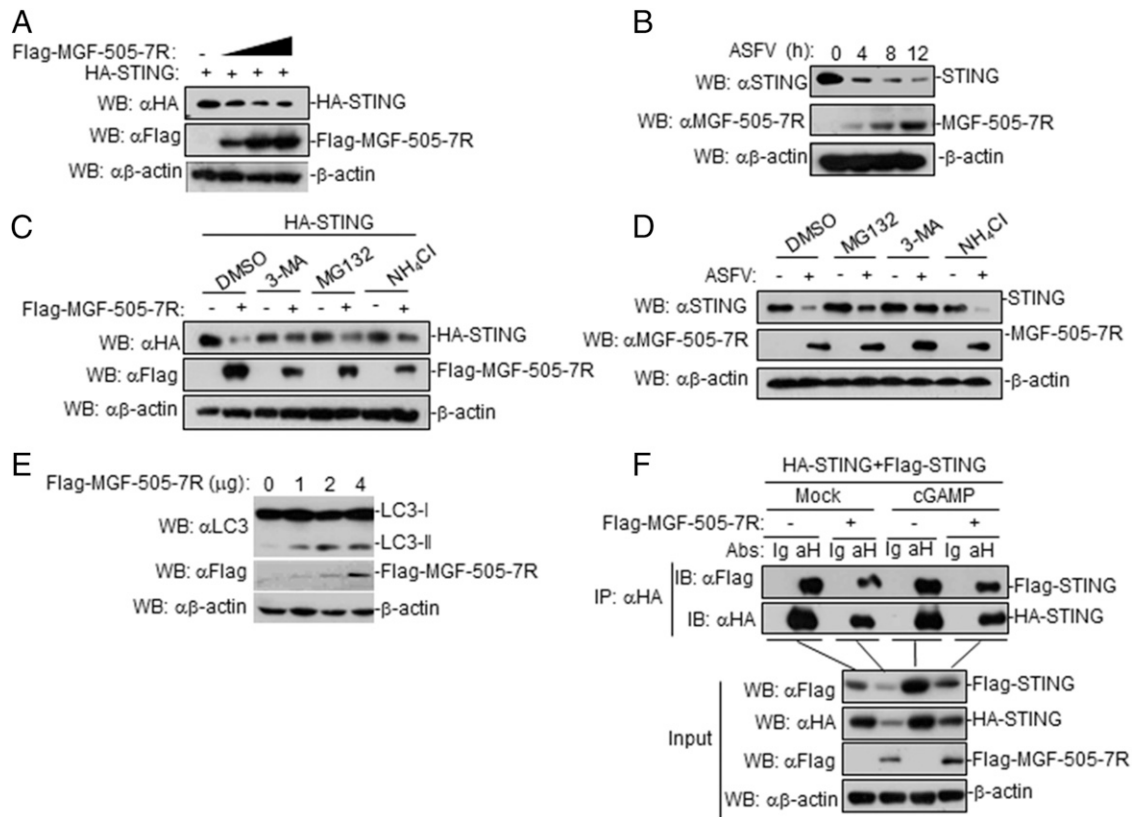 A
Flag-MGF-505-7R: -
HA-STING: + + + +
WB: αHA -HA-STING
WB: αFlag -Flag-MGF-505-7R
WB: αβ-actin -β-actin
B
ASFV (h) 0 4 8 12
WB: αSTING -STING
WB: αMGF-505-7R -MGF-505-7R
WB: αβ-actin -β-actin
C
HA-STING
DMSO 3-MA MG132 NH4Cl
Flag-MGF-505-7R: - + - + - + - +
WB: αHA -HA-STING
WB: αFlag -Flag-MGF-505-7R
WB: αβ-actin -β-actin
D
DMSO MG132 3-MA NH4Cl
ASFV: - + - + - + - +
WB: αSTING -STING
WB: αMGF-505-7R -MGF-505-7R
WB: αβ-actin -β-actin
E
Flag-MGF-505-7R (μg): 0 1 2 4
-LC3-I
WB: αLC3
-LC3-II
WB: αFlag -Flag-MGF-505-7R
WB: αβ-actin -β-actin
F
HA-STING+Flag-STING
Mock cGAMP
Flag-MGF-505-7R: - + - +
Abs: Ig aH Ig aH Ig aH Ig aH
IP: αHA
IB: αFlag -Flag-STING
IB: αHA -HA-STING
Input
WB: αFlag -Flag-STING
WB: αHA -HA-STING
WB: αFlag -Flag-MGF-505-7R
WB: αβ-actin -β-actin